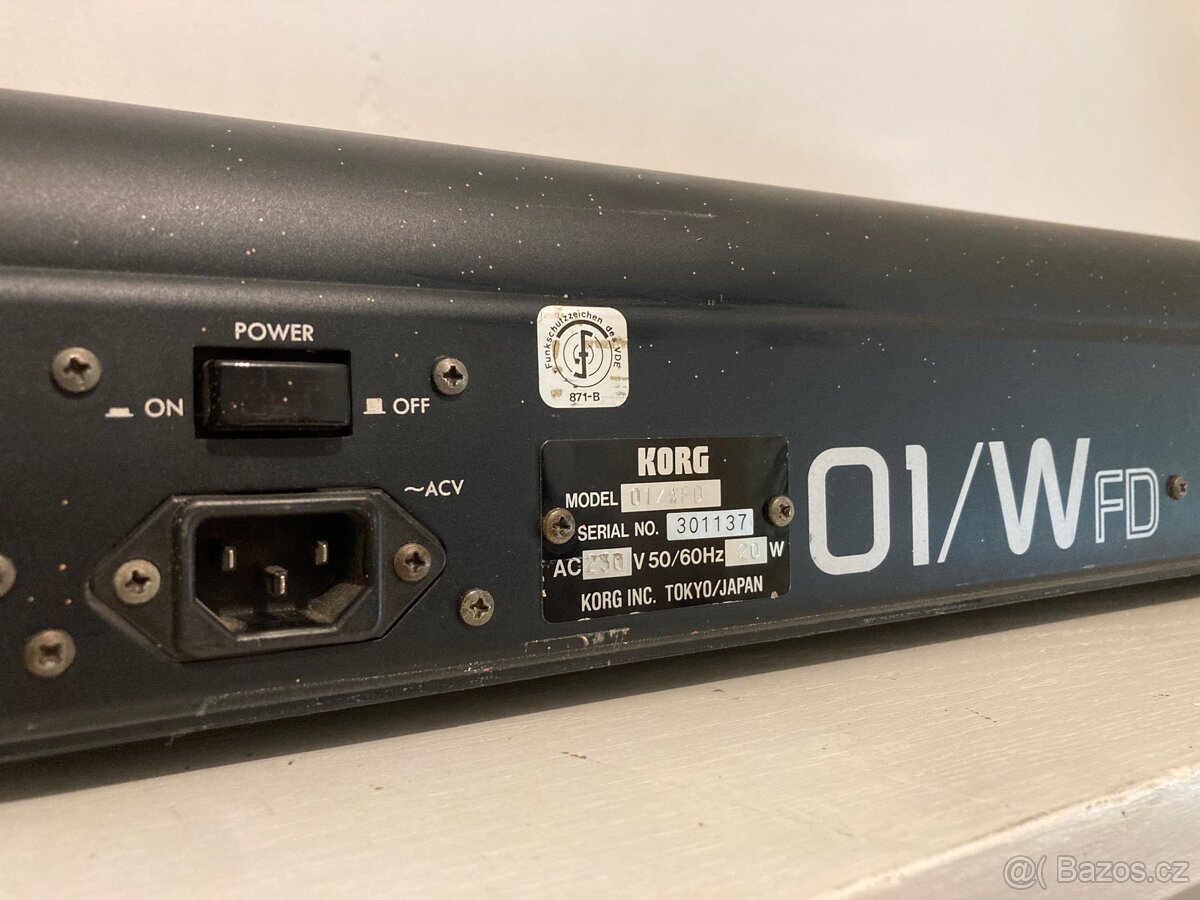 POWER
ON
OFF
~ACV
Funkschutzzeichen des VDE
871-B
KORG
MODEL 01/WFD
SERIAL NO. 301137
AC 230 V 50/60Hz 20 W
KORG INC. TOKYO/JAPAN
01/WFD
@( Bazos.cz